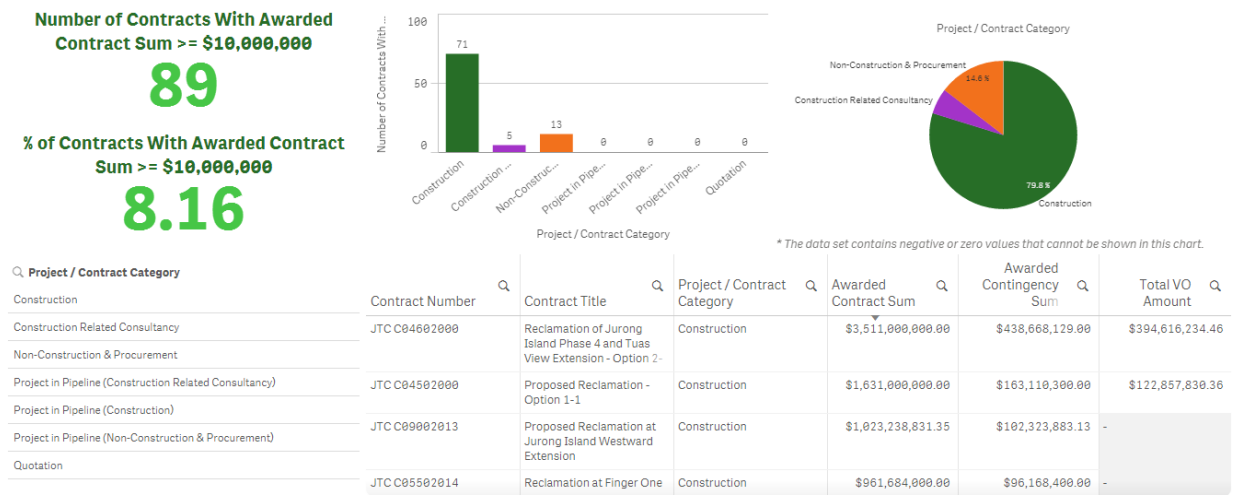 Number of Contracts With Awarded
Contract Sum >= $10,000,000
89
% of Contracts With Awarded Contract
Sum >= $10,000,000
8.16
Number of Contracts With ...
100
50
0
71
5
13
0
0
0
0
Construction
Construction ...
Non-Construc...
Project in Pipe...
Project in Pipe...
Project in Pipe...
Quotation
Project / Contract Category
Project / Contract Category
Non-Construction & Procurement
14.6 %
Construction Related Consultancy
79.8 %
Construction
* The data set contains negative or zero values that cannot be shown in this chart.
Project / Contract Category
Construction
Construction Related Consultancy
Non-Construction & Procurement
Project in Pipeline (Construction Related Consultancy)
Project in Pipeline (Construction)
Project in Pipeline (Non-Construction & Procurement)
Quotation
Contract Number
Contract Title
Project / Contract
Category
Awarded
Contract Sum
Awarded
Contingency
Sum
Total VO
Amount
JTC C04602000
Reclamation of Jurong
Island Phase 4 and Tuas
View Extension - Option 2-
Construction
$3,511,000,000.00
$438,668,129.00
$394,616,234.46
JTC C04502000
Proposed Reclamation -
Option 1-1
Construction
$1,631,000,000.00
$163,110,300.00
$122,857,830.36
JTC C09002013
Proposed Reclamation at
Jurong Island Westward
Extension
Construction
$1,023,238,831.35
$102,323,883.13
-
JTC C05502014
Reclamation at Finger One
Construction
$961,684,000.00
$96,168,400.00
-